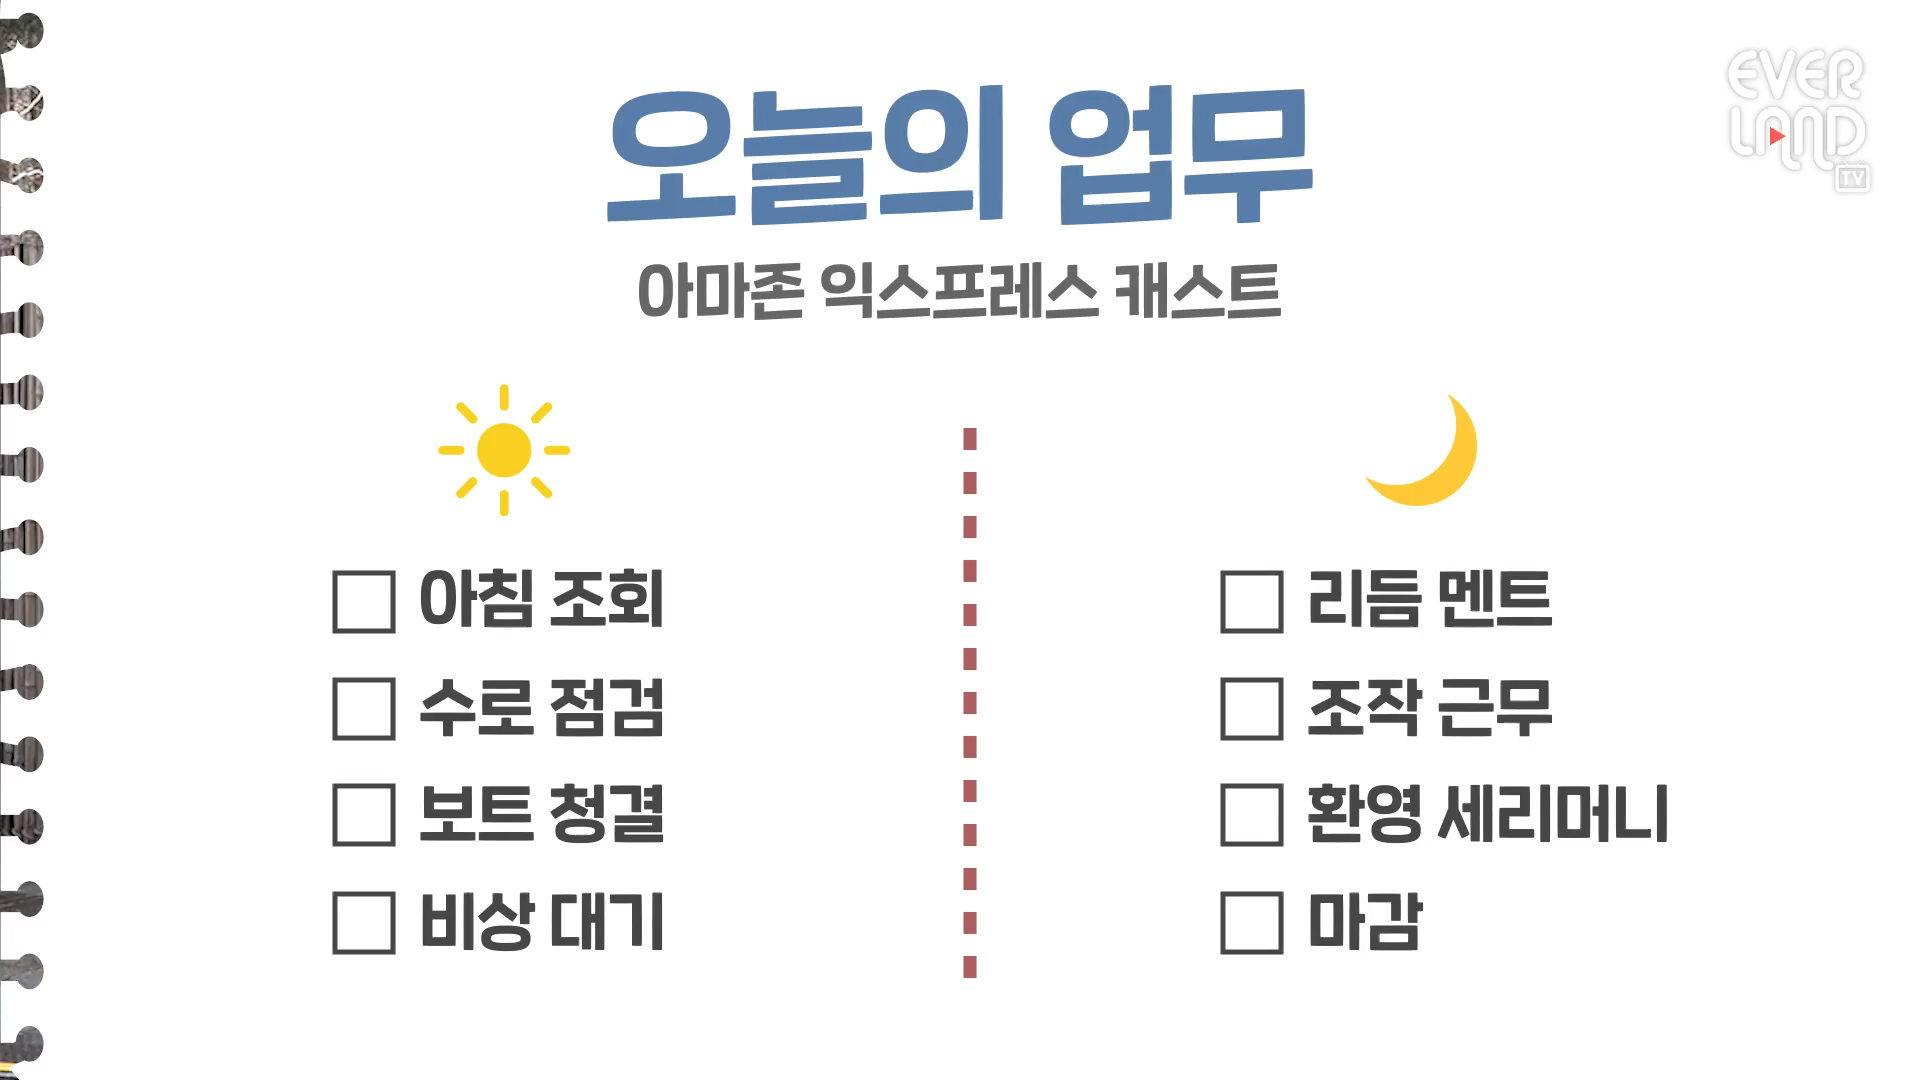 오늘의 업무
아마존 익스프레스 캐스트
아침 조회
수로 점검
보트 청결
비상 대기
리듬 멘트
조작 근무
환영 세리머니
마감
EVER
LAND
TV